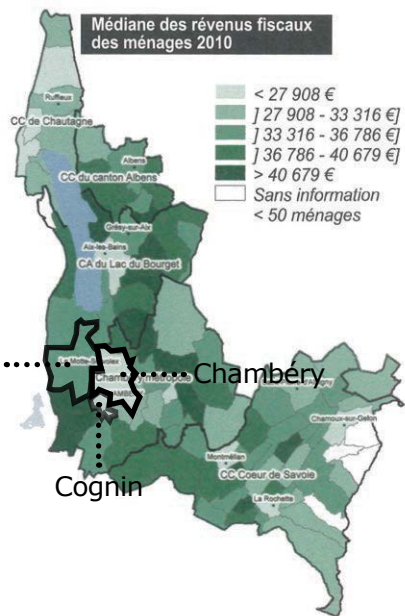 Médiane des révenus fiscaux
des ménages 2010
< 27 908 €
] 27 908 - 33 316 €]
] 33 316 - 36 786 €]
] 36 786 - 40 679 €]
> 40 679 €
Sans information
< 50 ménages
Ruffieux
CC de Chautagne
Albens
CC du canton Albens
Grésy-sur-Aix
Aix-les-Bains
CA du Lac du Bourget
Chambéry
Chamoux-sur-Gelon
Cognin
Montmélian
CC Coeur de Savoie
La Rochette